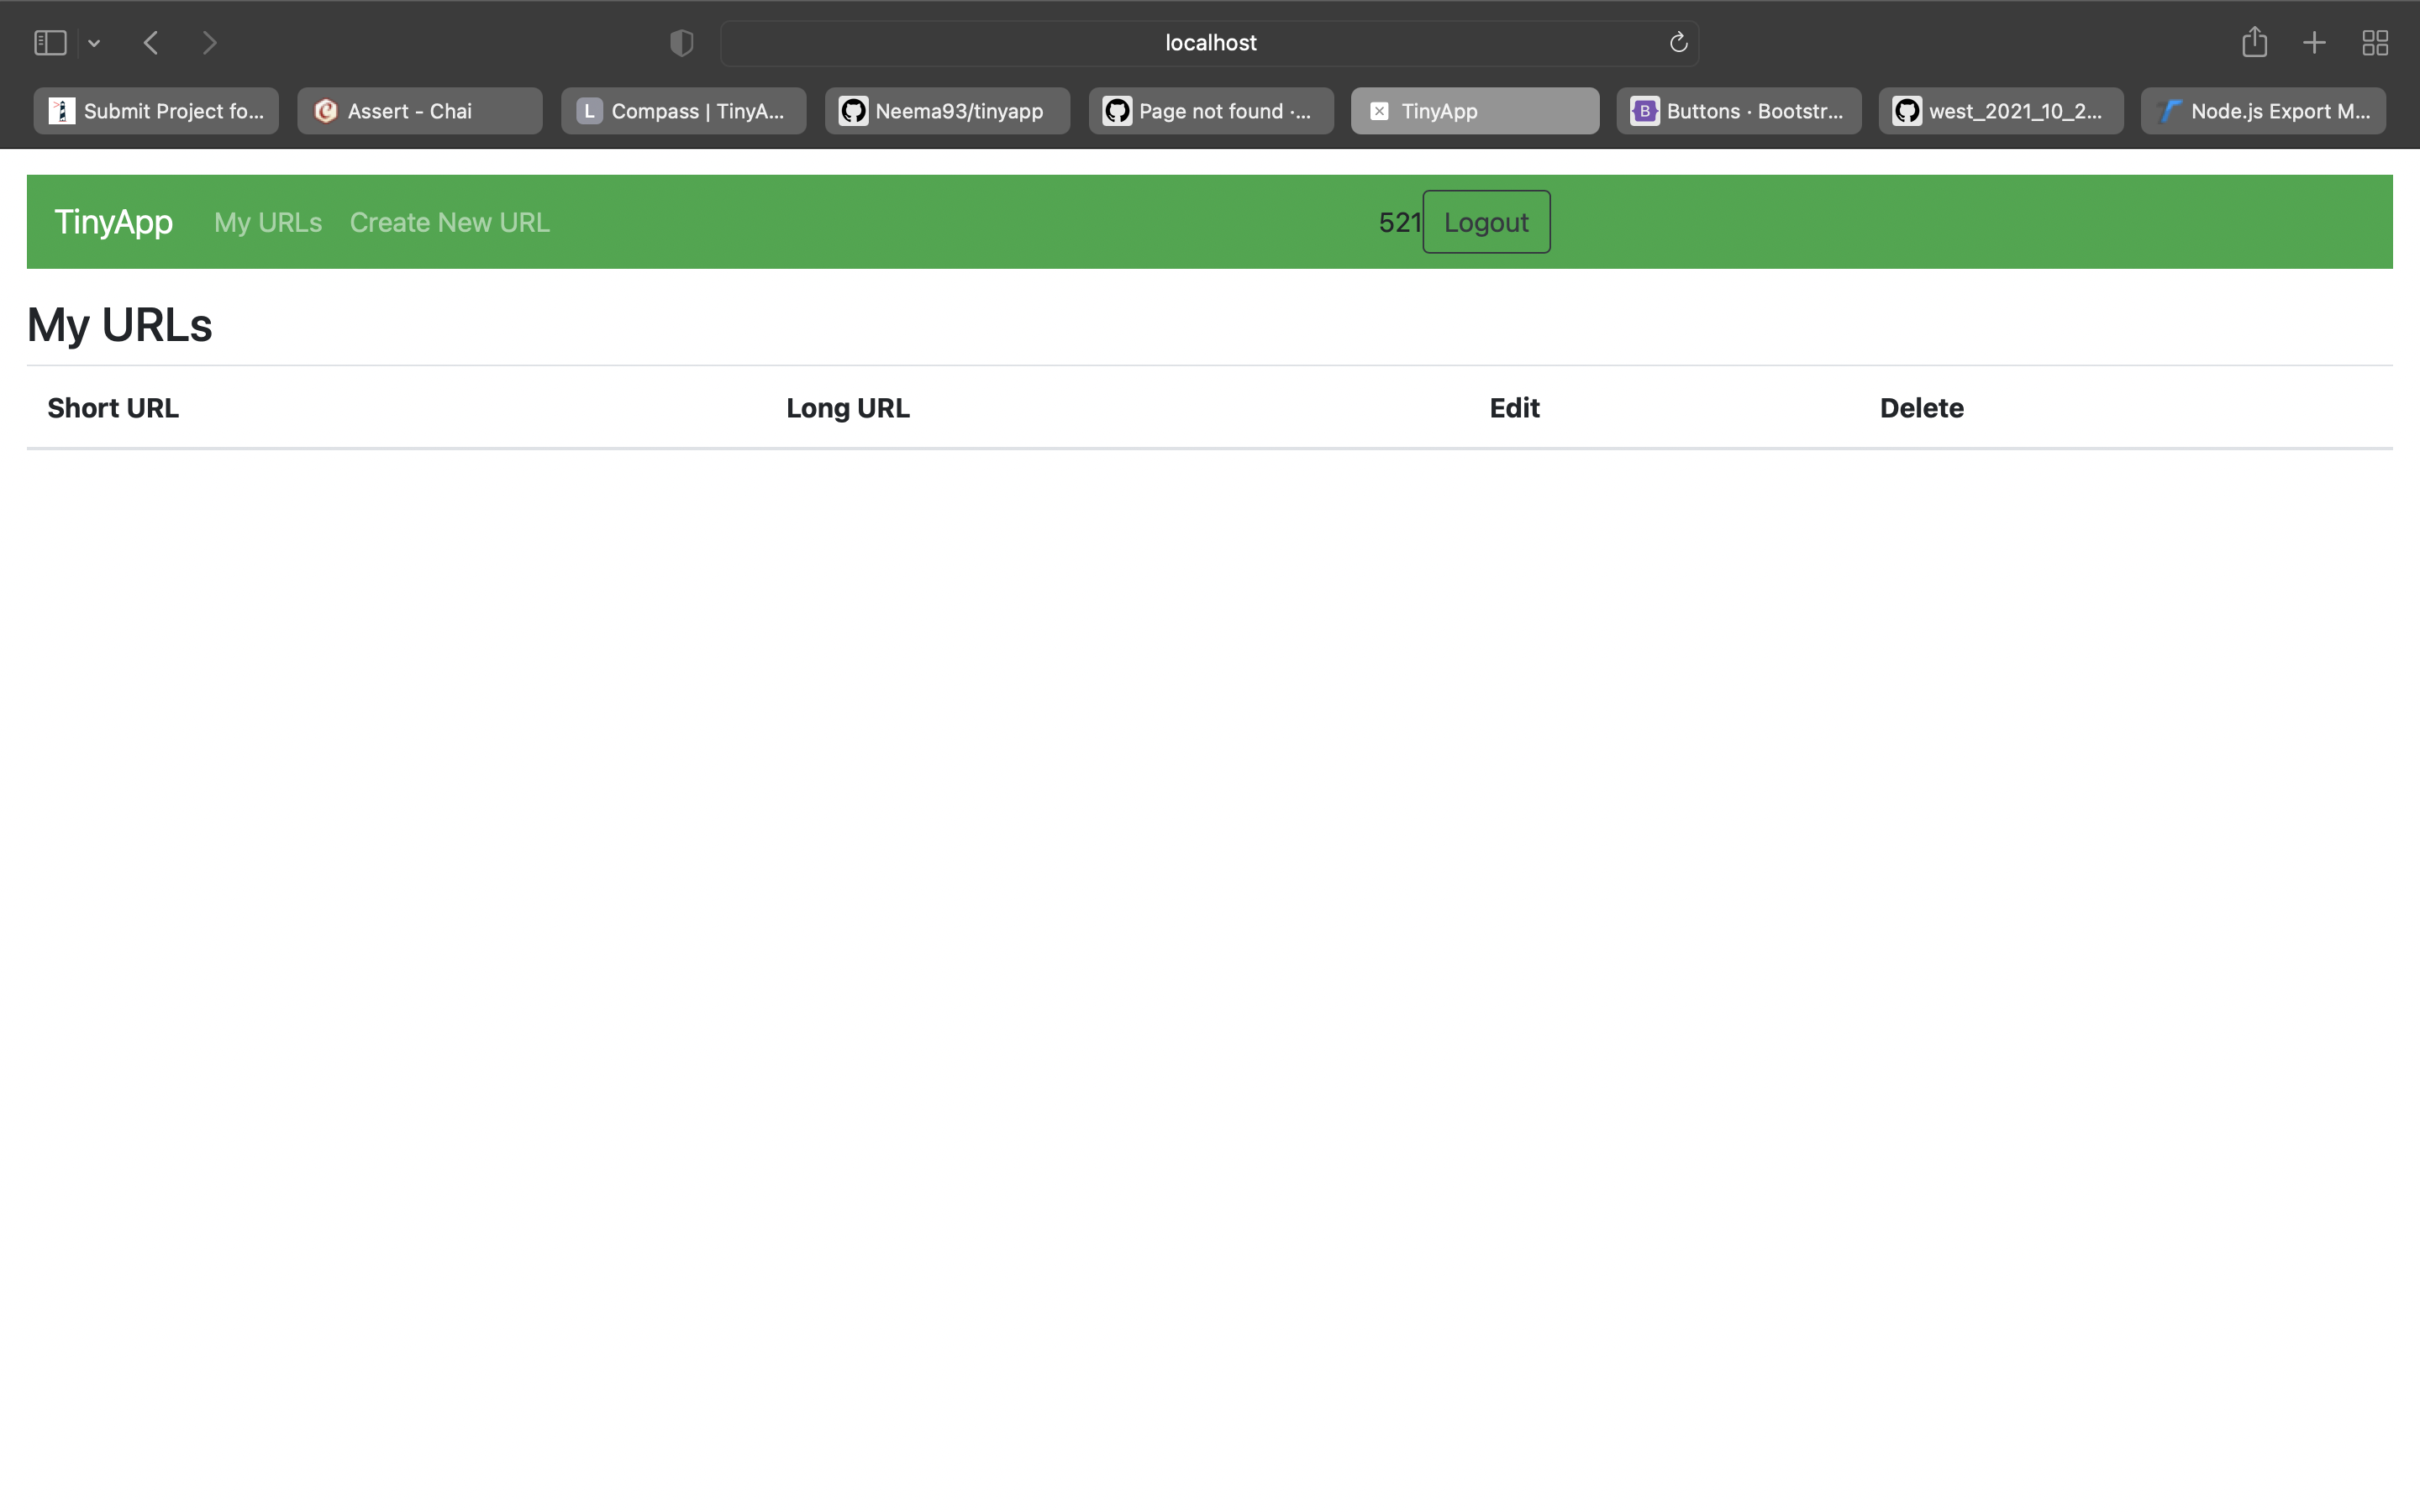 localhost
Submit Project fo... Assert - Chai L Compass | TinyA... Neema93/tinyapp Page not found ·... TinyApp B Buttons · Bootstr... west_2021_10_2... Node.js Export M...
TinyApp My URLs Create New URL 521 Logout
My URLs
Short URL Long URL Edit Delete